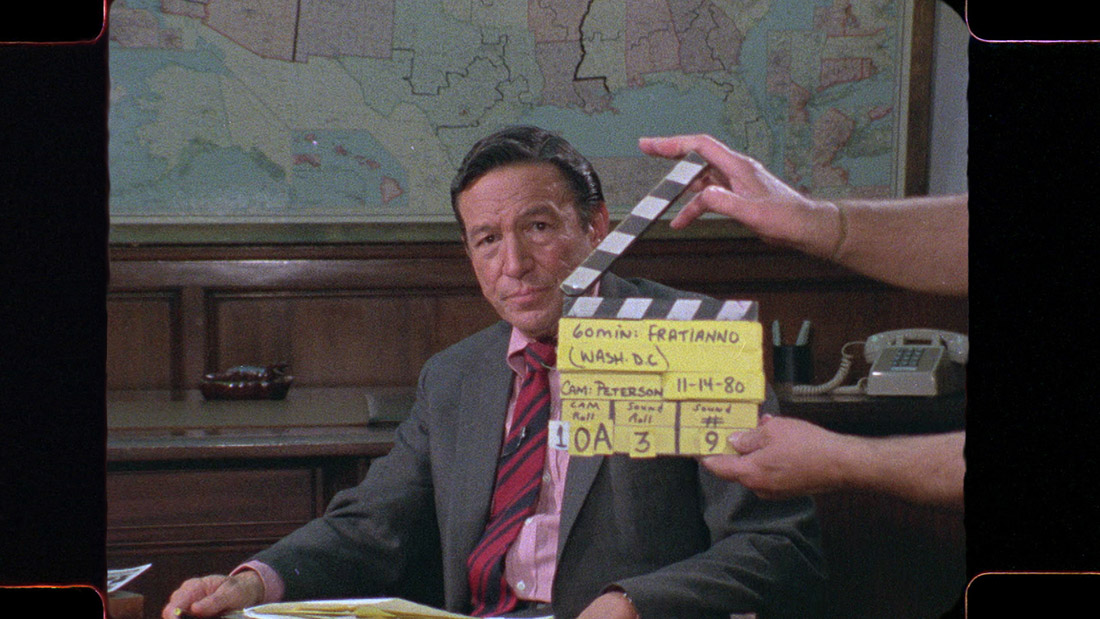 60min: FRATIANNO
(WASH. D.C)
CAM: PETERSON 11-14-80
CAM Roll Sound Roll Sound #
10A 3 9